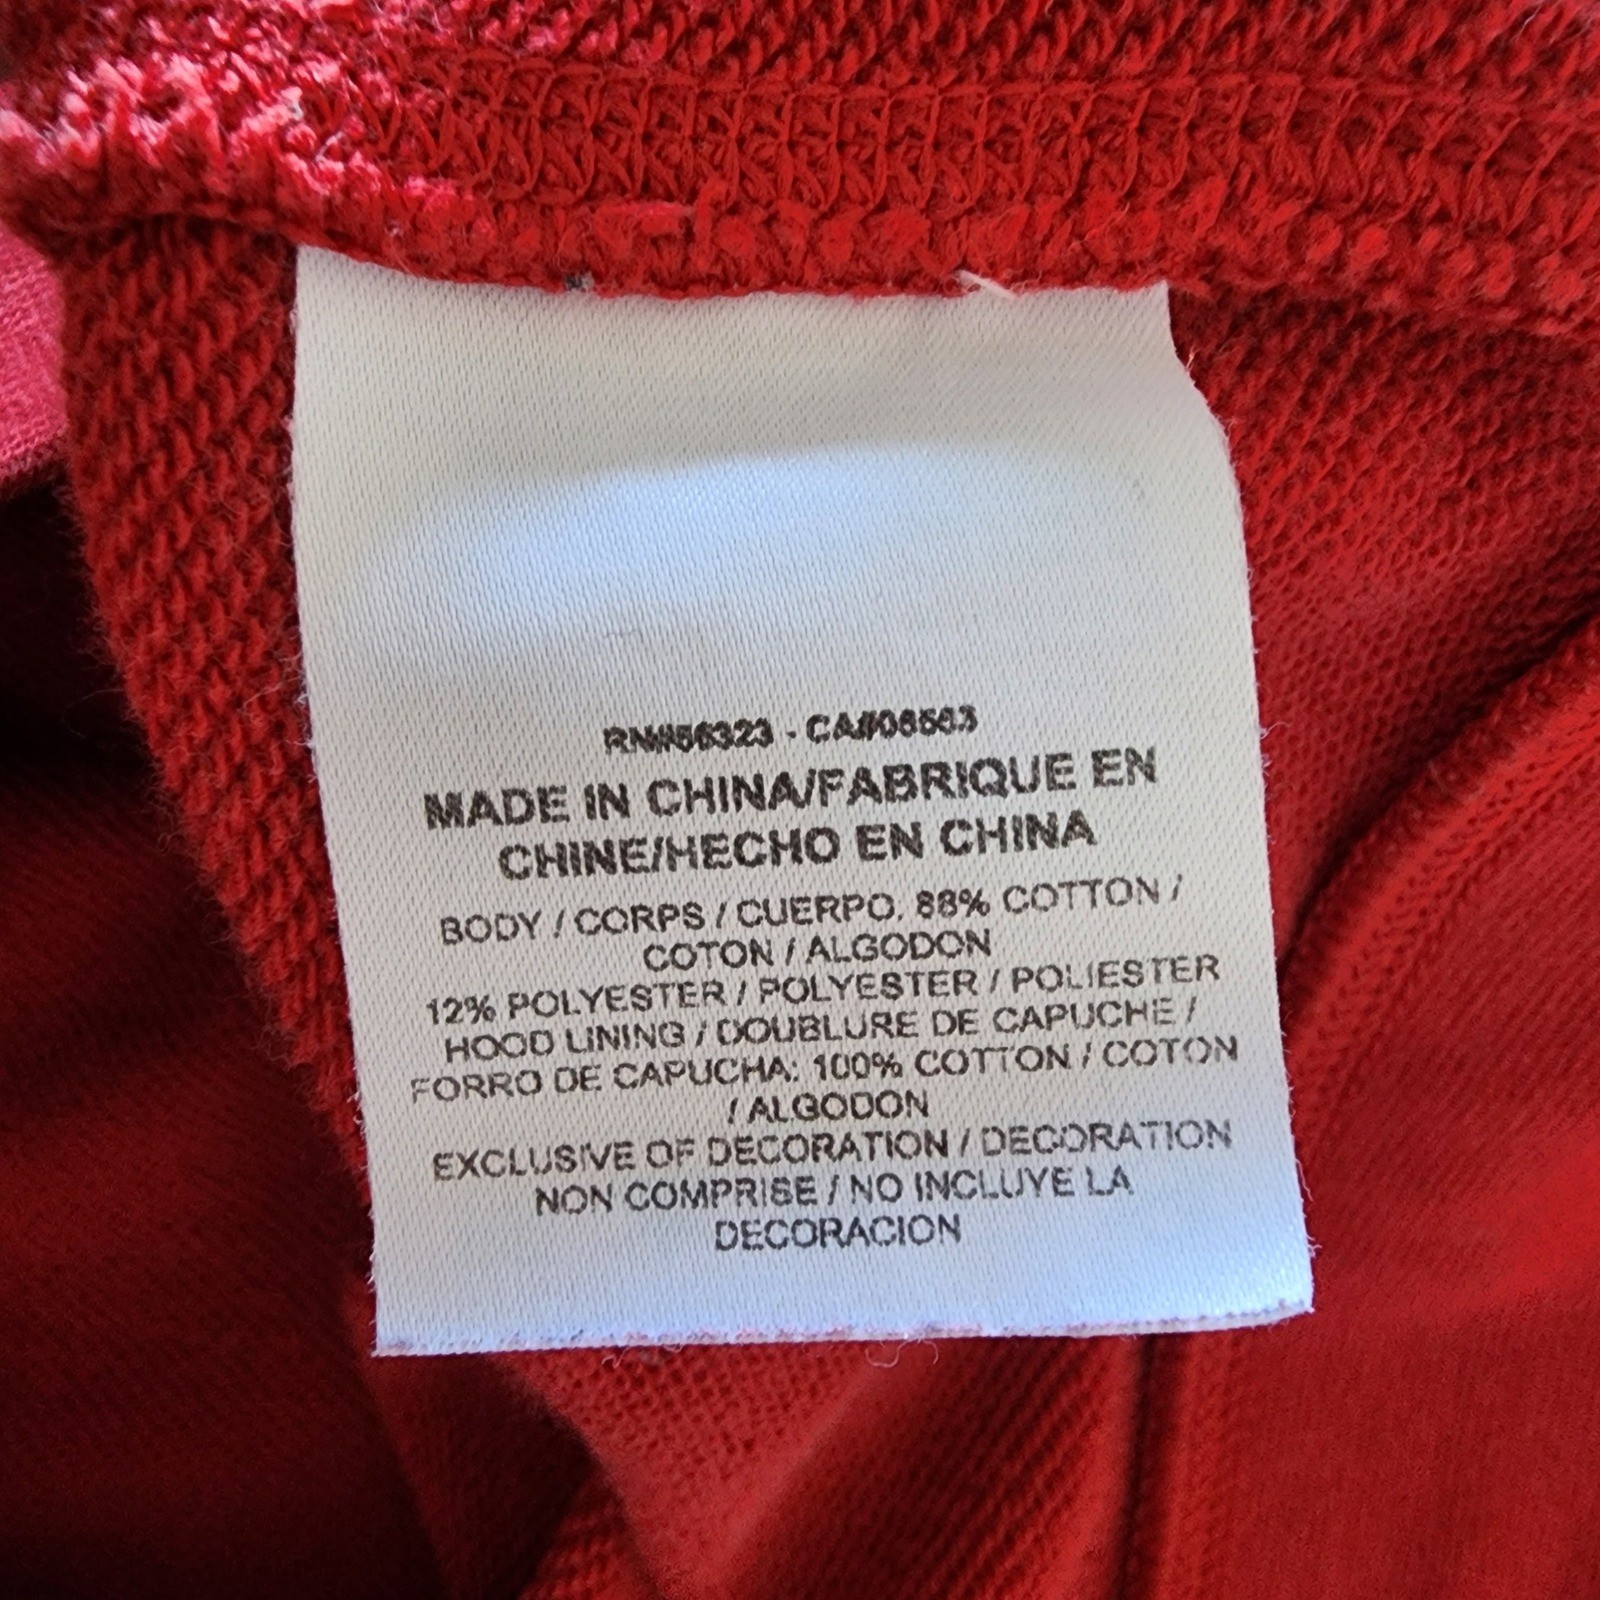 RN#56323 - CA#06563
MADE IN CHINA/FABRIQUE EN
CHINE/HECHO EN CHINA
BODY / CORPS / CUERPO. 88% COTTON /
COTON / ALGODON
12% POLYESTER / POLYESTER / POLIESTER
HOOD LINING / DOUBLURE DE CAPUCHE /
FORRO DE CAPUCHA: 100% COTTON / COTON
/ ALGODON
EXCLUSIVE OF DECORATION / DECORATION
NON COMPRISE / NO INCLUYE LA
DECORACION